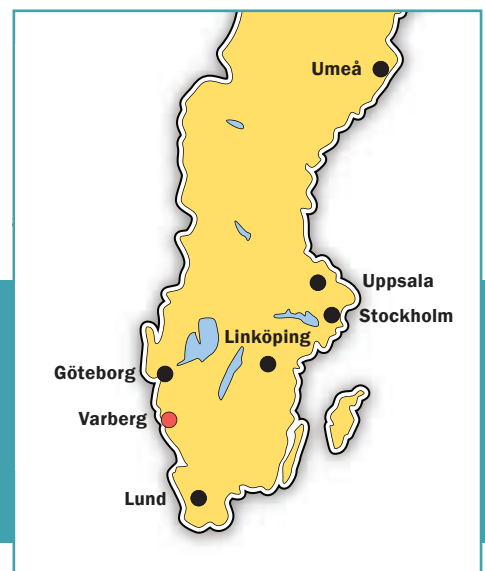 Umeå
Uppsala
Stockholm
Linköping
Göteborg
Varberg
Lund